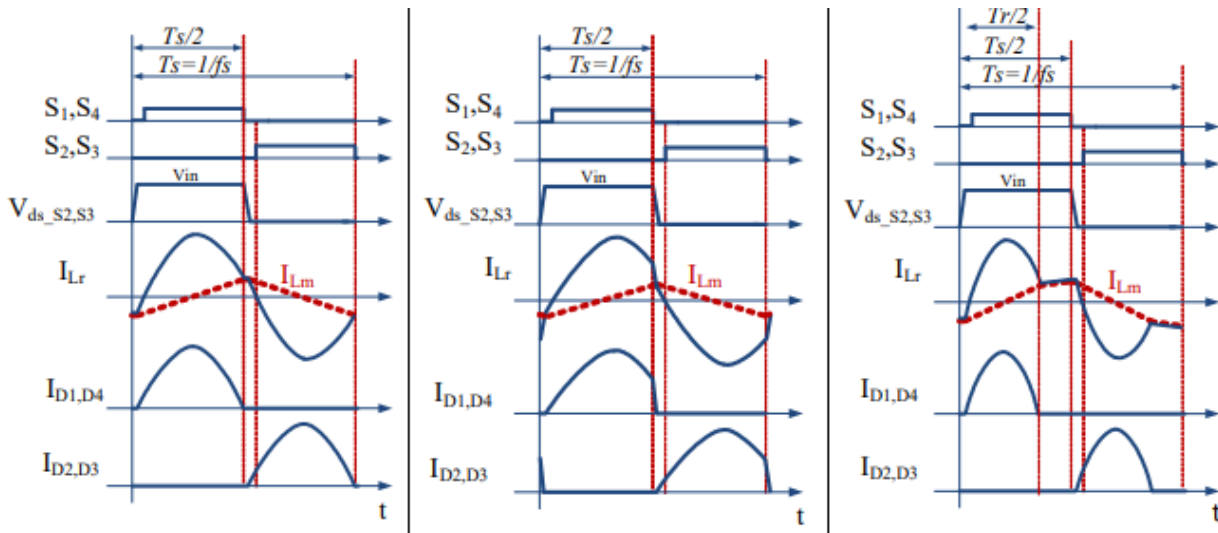 Ts/2
Ts=1/fs
S1,S4
S2,S3
Vin
Vds_S2,S3
ILr
ILm
ID1,D4
ID2,D3
t
Ts/2
Ts=1/fs
S1,S4
S2,S3
Vin
Vds_S2,S3
ILr
ILm
ID1,D4
ID2,D3
t
Tr/2
Ts/2
Ts=1/fs
S1,S4
S2,S3
Vin
Vds_S2,S3
ILr
ILm
ID1,D4
ID2,D3
t